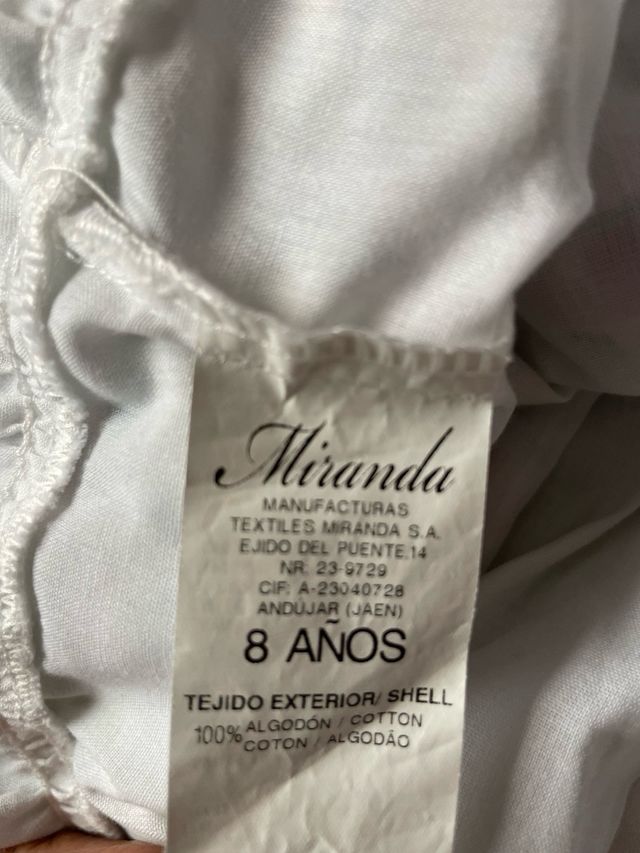 Miranda
MANUFACTURAS
TEXTILES MIRANDA S.A.
EJIDO DEL PUENTE,14
NR: 23-9729
CIF: A-23040728
ANDÚJAR (JAEN)
8 AÑOS
TEJIDO EXTERIOR/ SHELL
100% ALGODÓN / COTTON
COTON / ALGODÃO